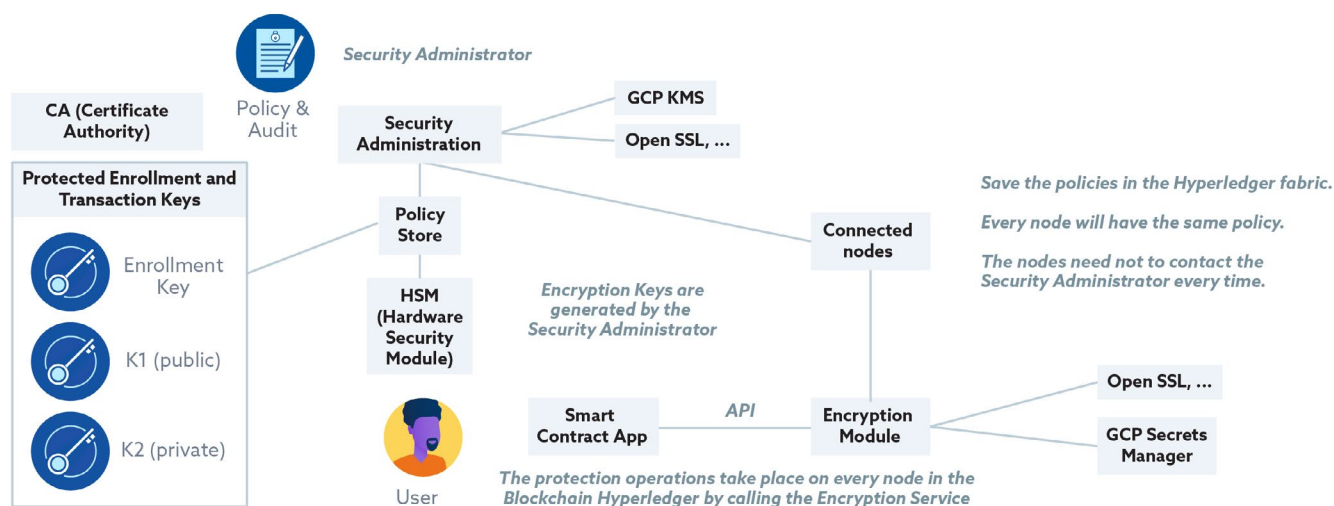 Security Administrator
Policy &
Audit
CA (Certificate
Authority)
Security
Administration
GCP KMS
Open SSL, ...
Protected Enrollment and
Transaction Keys
Enrollment
Key
K1 (public)
K2 (private)
Policy
Store
HSM
(Hardware
Security
Module)
Connected
nodes
Save the policies in the Hyperledger fabric.
Every node will have the same policy.
The nodes need not to contact the
Security Administrator every time.
Encryption Keys are
generated by the
Security Administrator
User
Smart
Contract App
API
Encryption
Module
Open SSL, ...
GCP Secrets
Manager
The protection operations take place on every node in the
Blockchain Hyperledger by calling the Encryption Service